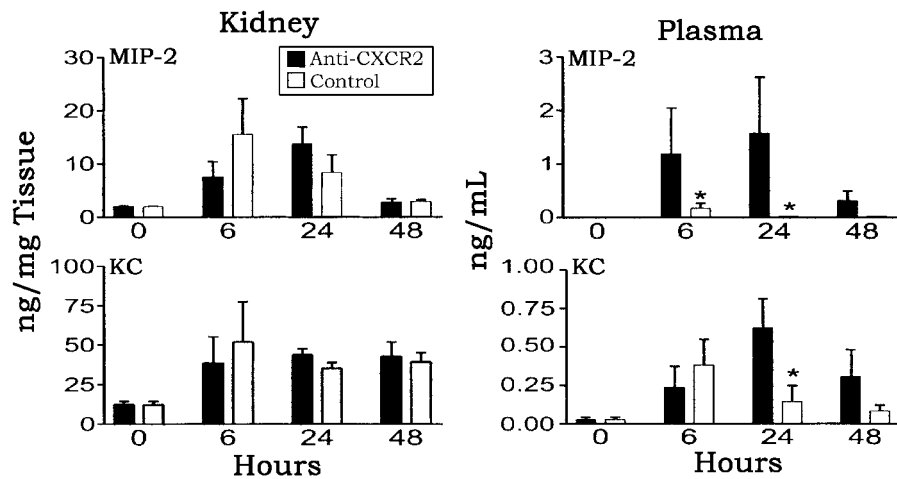 Kidney
MIP-2
Anti-CXCR2
Control
30
20
10
0
0 6 24 48
KC
100
75
50
25
0
0 6 24 48
Hours
ng/mg Tissue
Plasma
MIP-2
3
2
1
0
*
*
0 6 24 48
KC
1.00
0.75
0.50
0.25
0.00
*
0 6 24 48
Hours
ng/mL